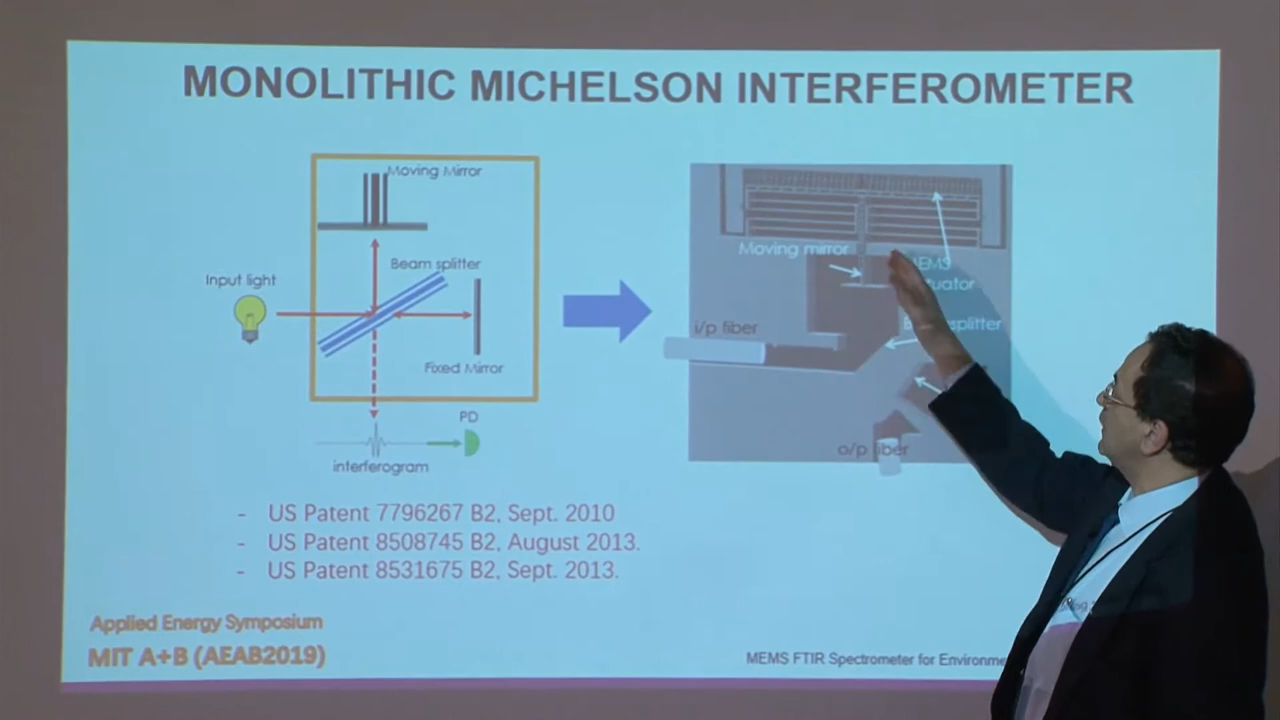 MONOLITHIC MICHELSON INTERFEROMETER
Moving Mirror
Beam splitter
Input light
Fixed Mirror
PD
interferogram
Moving mirror
i/p fiber
splitter
o/p fiber
- US Patent 7796267 B2, Sept. 2010
- US Patent 8508745 B2, August 2013.
- US Patent 8531675 B2, Sept. 2013.
Applied Energy Symposium
MIT A+B (AEAB2019)
MEMS FTIR Spectrometer for